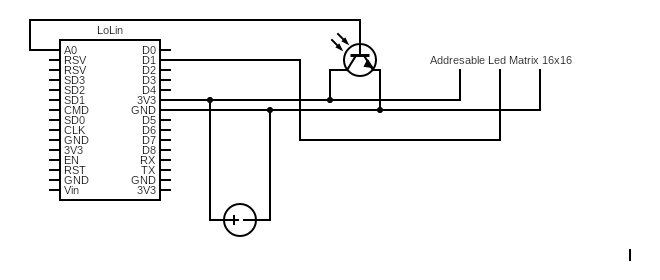 LoLin
A0 D0
RSV D1
RSV D2
SD3 D3
SD2 D4
SD1 3V3
CMD GND
SD0 D5
CLK D6
GND D7
3V3 D8
EN RX
RST TX
GND GND
Vin 3V3
Addresable Led Matrix 16x16